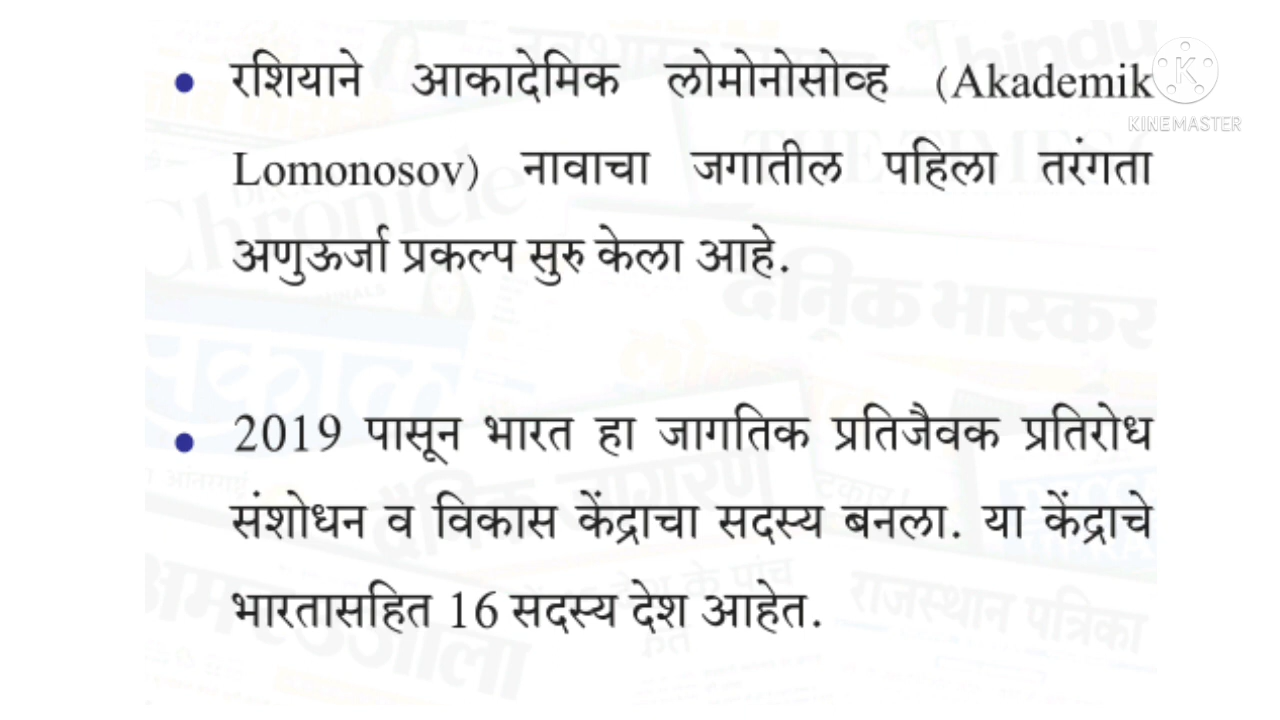 • रशियाने आकादेमिक लोमोनोसोव्ह (Akademik
KINEMASTER
Lomonosov) नावाचा जगातील पहिला तरंगता
अणुऊर्जा प्रकल्प सुरु केला आहे.
• 2019 पासून भारत हा जागतिक प्रतिजैवक प्रतिरोध
संशोधन व विकास केंद्राचा सदस्य बनला. या केंद्राचे
भारतासहित 16 सदस्य देश आहेत.